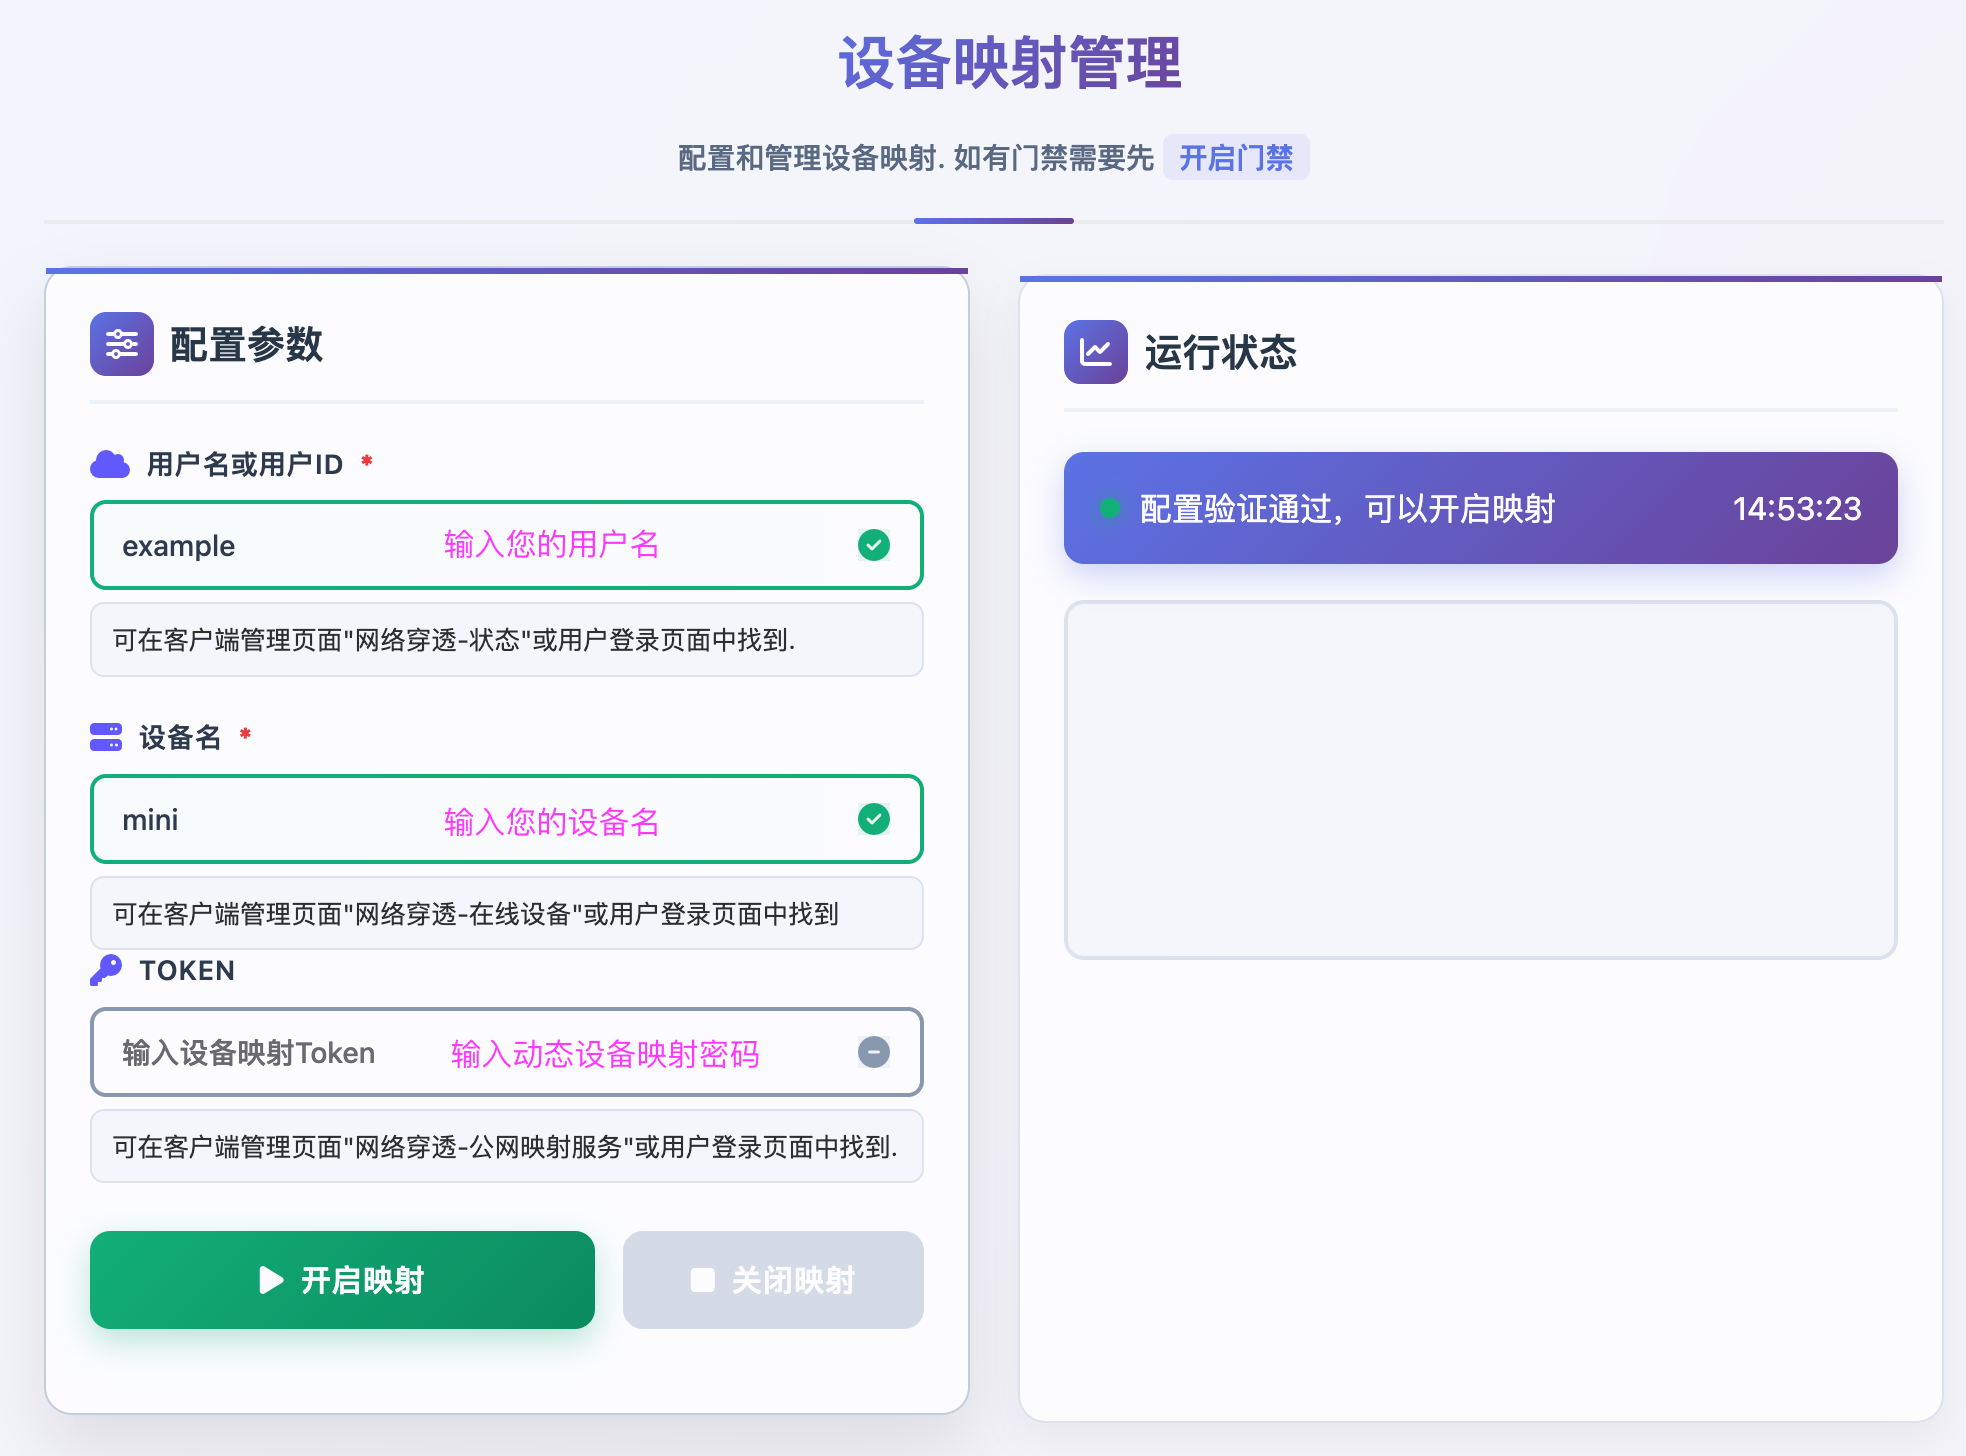 设备映射管理
配置和管理设备映射. 如有门禁需要先 开启门禁
配置参数
用户名或用户ID *
example 输入您的用户名
可在客户端管理页面"网络穿透-状态"或用户登录页面中找到.
设备名 *
mini 输入您的设备名
可在客户端管理页面"网络穿透-在线设备"或用户登录页面中找到
TOKEN
输入设备映射Token 输入动态设备映射密码
可在客户端管理页面"网络穿透-公网映射服务"或用户登录页面中找到.
开启映射 关闭映射
运行状态
配置验证通过，可以开启映射 14:53:23